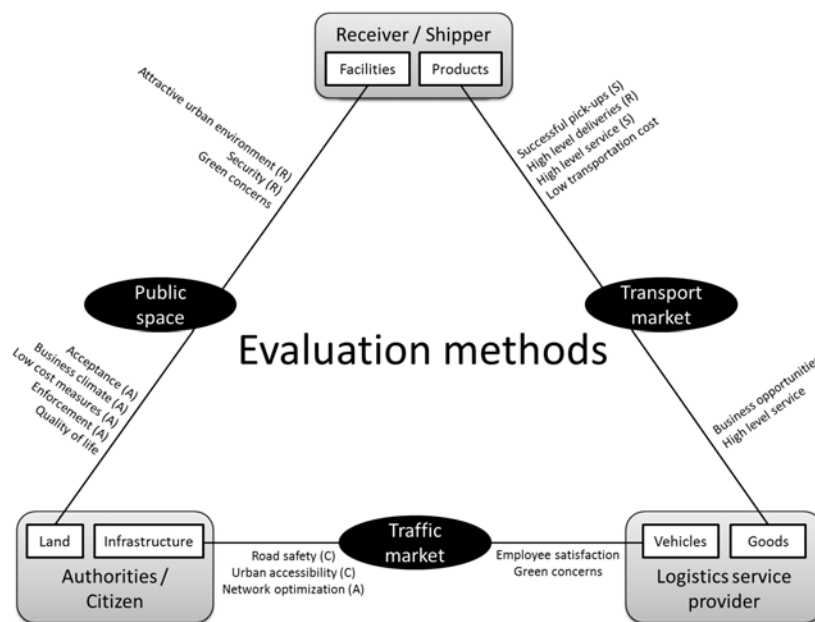 Receiver / Shipper
Facilities
Products
Attractive urban environment (R)
Security (R)
Green concerns
Successful pick-ups (S)
High level deliveries (R)
High level service (S)
Low transportation cost
Public
space
Transport
market
Evaluation methods
Acceptance (A)
Business climate (A)
Low cost measures (A)
Enforcement (A)
Quality of life
Business opportunities
High level service
Land
Infrastructure
Authorities /
Citizen
Traffic
market
Road safety (C)
Urban accessibility (C)
Network optimization (A)
Employee satisfaction
Green concerns
Vehicles
Goods
Logistics service
provider